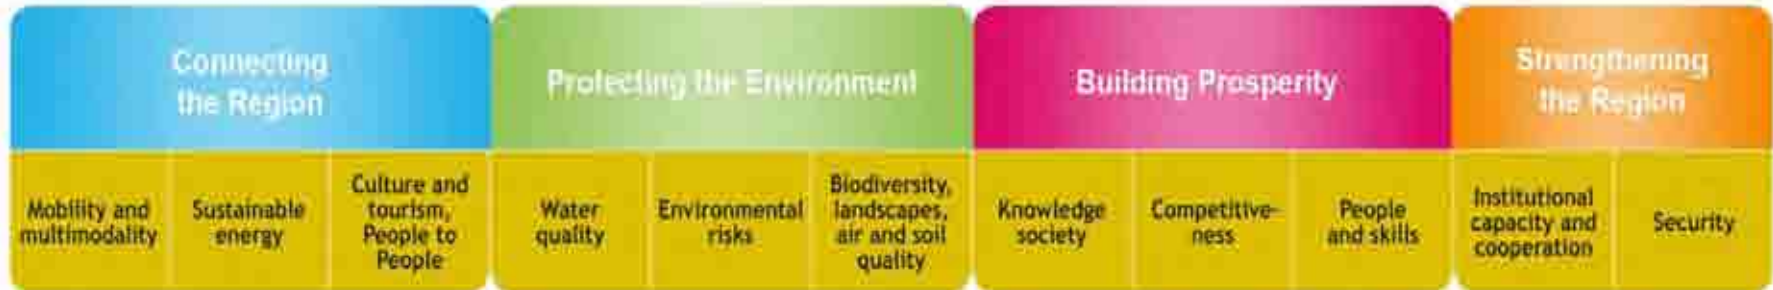 Connecting
the Region
Protecting the Environment
Building Prosperity
Strengthening
the Region
Mobility and
multimodality
Sustainable
energy
Culture and
tourism,
People to
People
Water
quality
Environmental
risks
Biodiversity,
landscapes,
air and soil
quality
Knowledge
society
Competitive-
ness
People
and skills
Institutional
capacity and
cooperation
Security